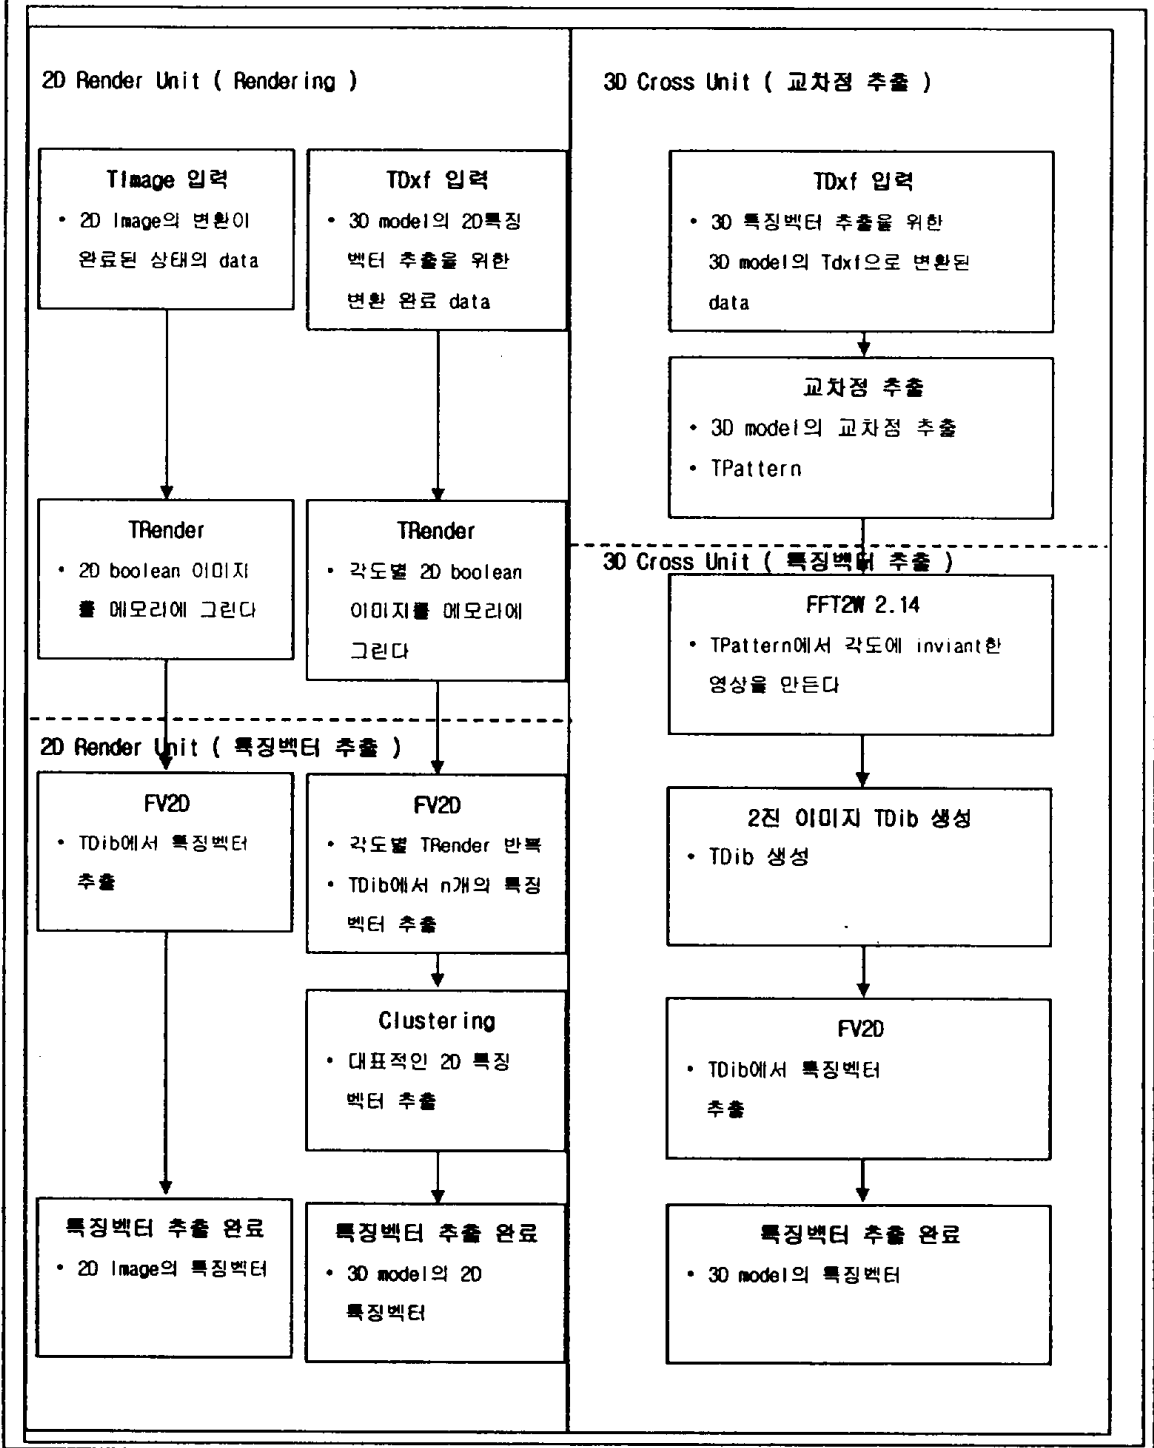 2D Render Unit ( Rendering )
TImage 입력
• 2D Image의 변환이
완료된 상태의 data
TDxf 입력
• 3D model의 2D특징
벡터 추출을 위한
변환 완료 data
TRender
• 2D boolean 이미지
를 메모리에 그린다
TRender
• 각도별 2D boolean
이미지를 메모리에
그린다
2D Render Unit ( 특징벡터 추출 )
FV2D
• TDib에서 특징벡터
추출
FV2D
• 각도별 TRender 반복
• TDib에서 n개의 특징
벡터 추출
Clustering
• 대표적인 2D 특징
벡터 추출
특징벡터 추출 완료
• 2D Image의 특징벡터
특징벡터 추출 완료
• 3D model의 2D
특징벡터
3D Cross Unit ( 교차점 추출 )
TDxf 입력
• 3D 특징벡터 추출을 위한
3D model의 Tdxf으로 변환된
data
교차점 추출
• 3D model의 교차점 추출
• TPattern
3D Cross Unit ( 특징벡터 추출 )
FFT2W 2.14
• TPattern에서 각도에 inviant한
영상을 만든다
2진 이미지 TDib 생성
• TDib 생성
FV2D
• TDib에서 특징벡터
추출
특징벡터 추출 완료
• 3D model의 특징벡터